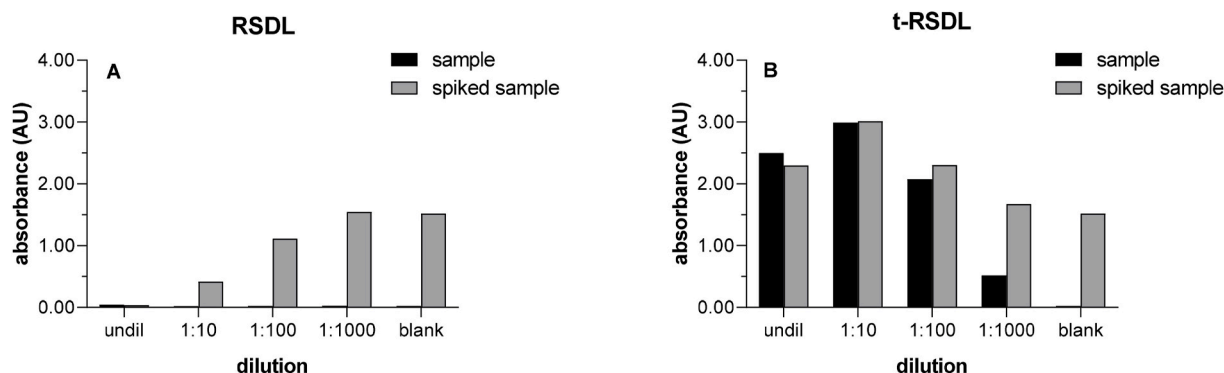 RSDL
A
sample
spiked sample
absorbance (AU)
4.00
3.00
2.00
1.00
0.00
undil
1:10
1:100
1:1000
blank
dilution
t-RSDL
B
sample
spiked sample
absorbance (AU)
4.00
3.00
2.00
1.00
0.00
undil
1:10
1:100
1:1000
blank
dilution